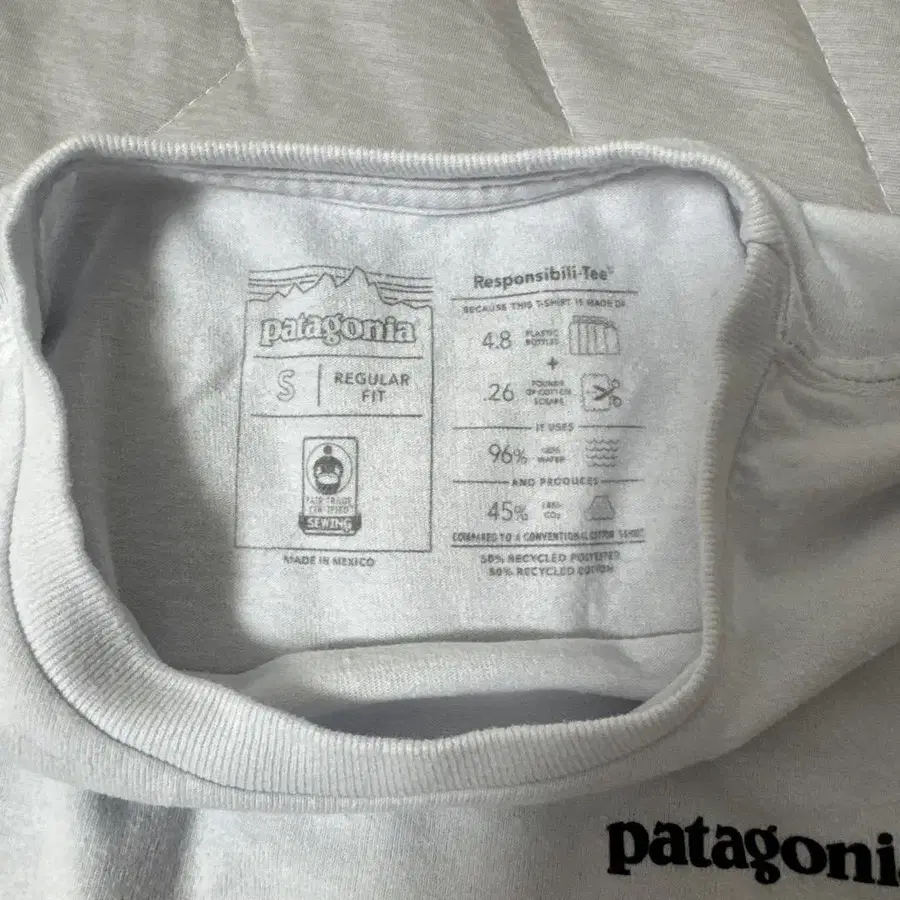 patagonia
S
REGULAR
FIT
FAIR TRADE
CERTIFIED
SEWING
MADE IN MEXICO
Responsibili-Tee®
BECAUSE THIS T-SHIRT IS MADE OF
4.8 PLASTIC
BOTTLES
+
.26 POUNDS
OF COTTON
SCRAPS
IT USES
96% LESS
WATER
AND PRODUCES
45% LESS
CO2
COMPARED TO A CONVENTIONAL COTTON T-SHIRT
50% RECYCLED POLYESTER
50% RECYCLED COTTON
patagoni